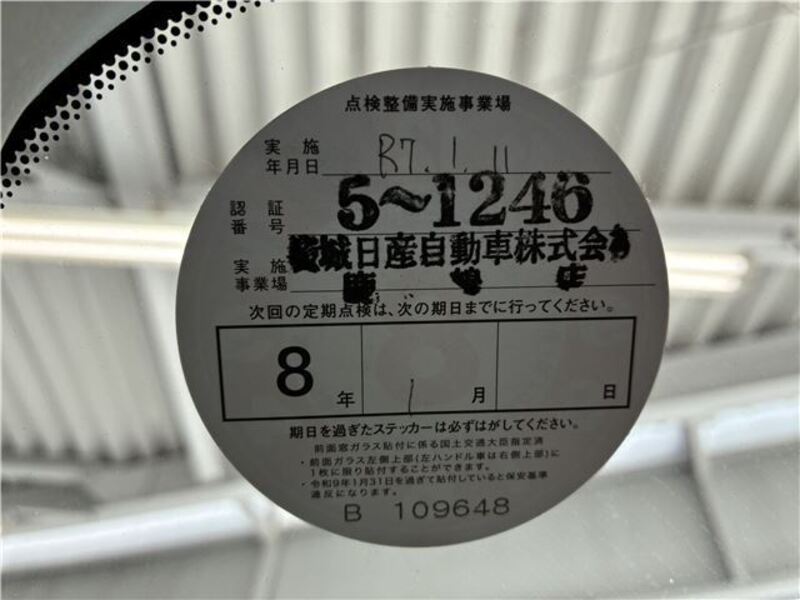 点検整備実施事業場
実施
年月日 R7.1.11
認証
番号 5～1246
実施
事業場 城日産自動車株式会
店
次回の定期点検は、次の期日までに行ってください。
8年 1月 日
期日を過ぎたステッカーは必ずはがしてください。
前面窓ガラス貼付に係る国土交通大臣指定済
・前面ガラス左側上部(左ハンドル車は右側上部)に
1枚に限り貼付することができます。
・令和9年1月31日を過ぎて貼付していると保安基準
違反になります。
B 109648